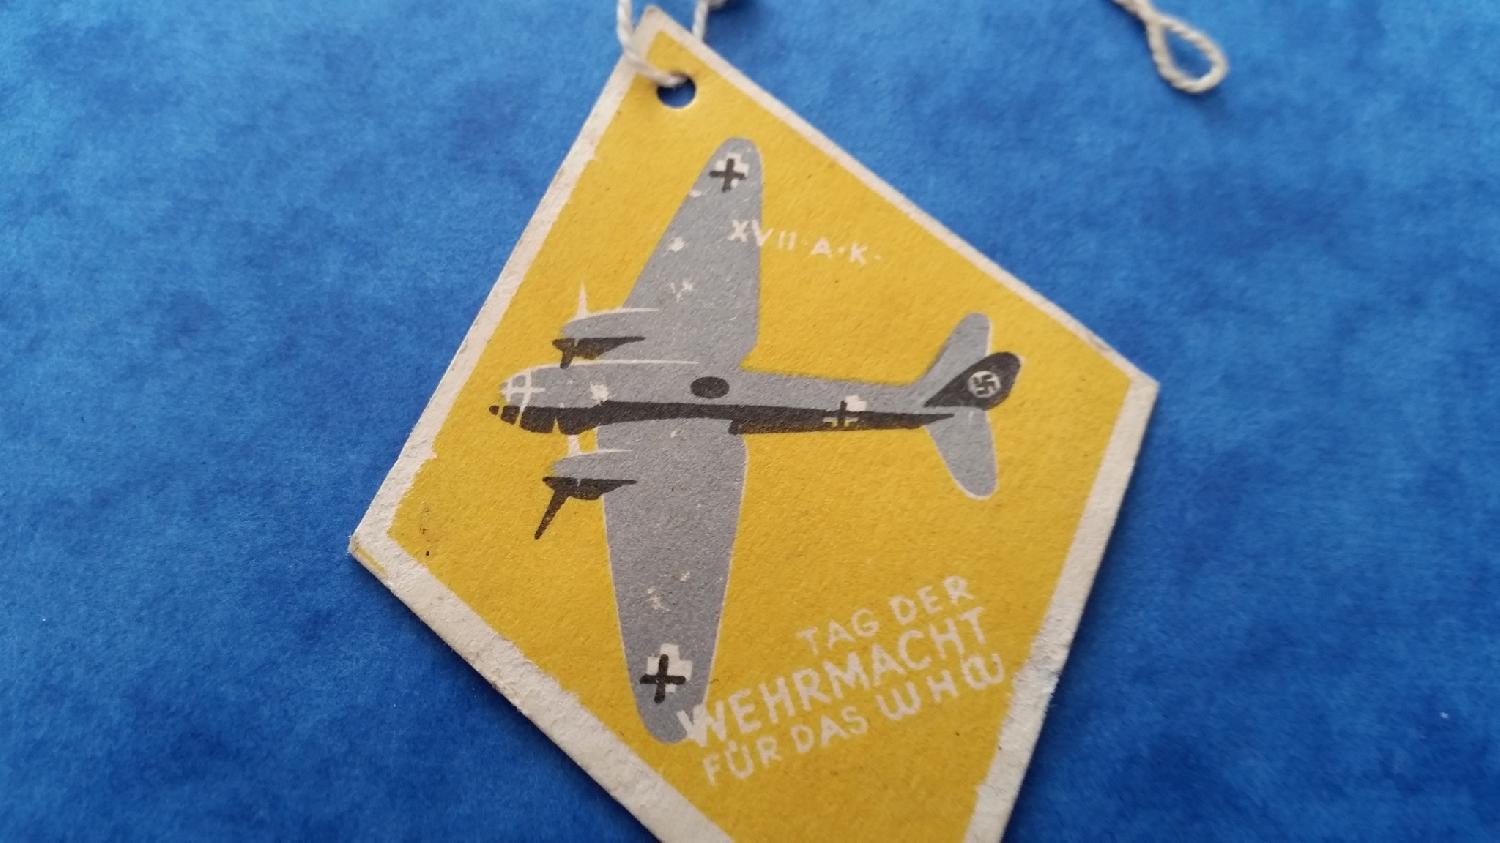 XVII·A·K·
TAG DER
WEHRMACHT
FÜR DAS WHW